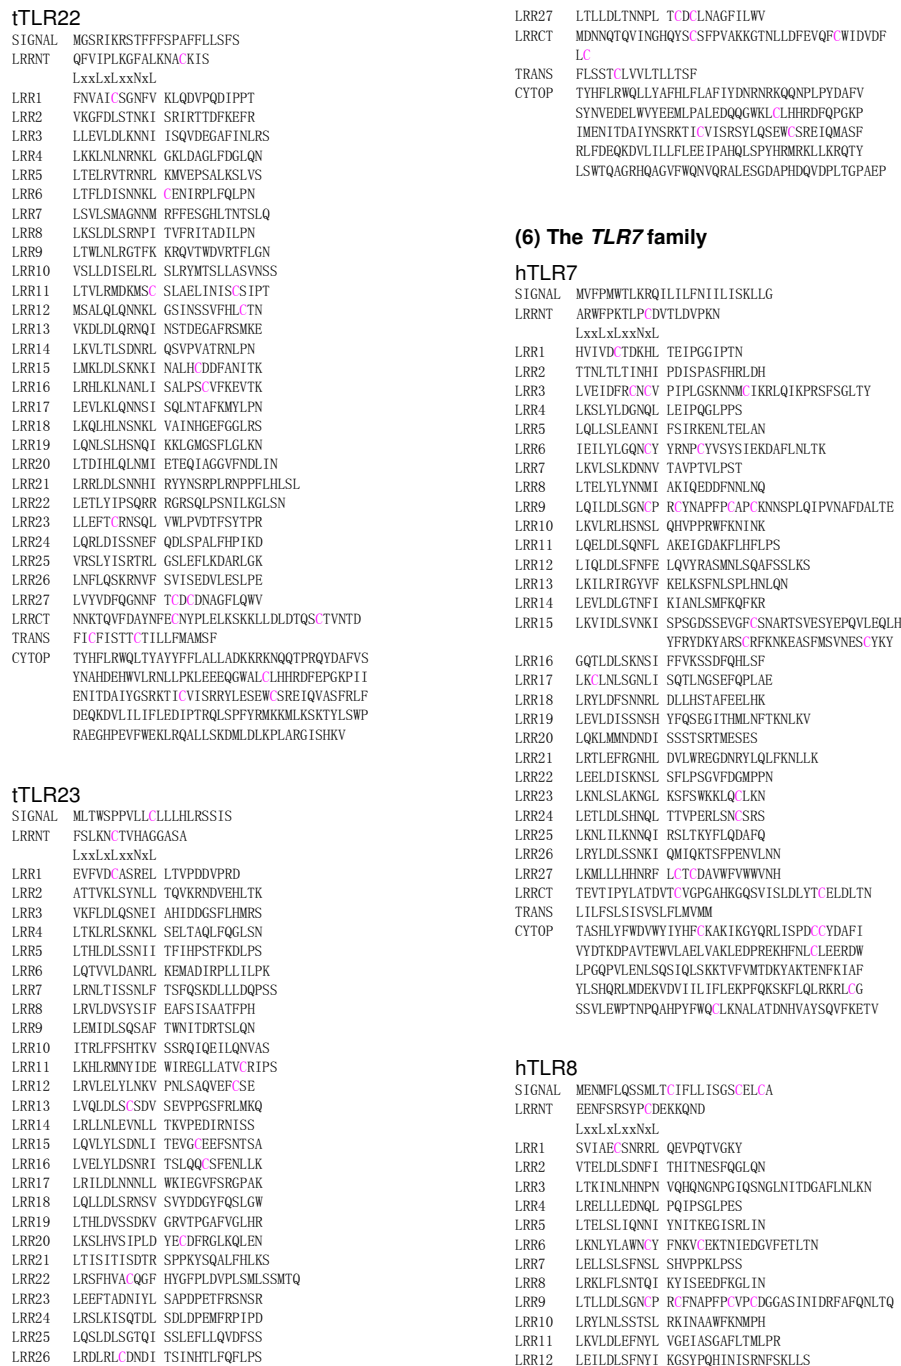 tTLR22
SIGNAL MGSRIKRSTFFFSPAFFLLSFS
LRRNT QFVIPLKGFALKNACKIS
LxxLxLxxNxL
LRR1 FNVAICSGNFV KLQDVPQDIPPT
LRR2 VKGFDLSTNKI SRIRTTDFKEFR
LRR3 LLEVLDLKNNI ISQVDEGAFINLRS
LRR4 LKKLNLNRNKL GKLDAGLFDGLQN
LRR5 LTELRVTRNRL KMVEPSALKSLVS
LRR6 LTFLDISNNKL CENIRPLFQLPN
LRR7 LSVLSMAGNNM RFFESGHLTNTSLQ
LRR8 LKSLDLSRNPI TVFRITADILPN
LRR9 LTWLNLRGTFK KRQVTWDVRTFLGN
LRR10 VSLLDISELRL SLRYMTSLLASVNSS
LRR11 LTVLRMDKMSC SLAELINISCSIPT
LRR12 MSALQLQNNKL GSINSSVFHLCTN
LRR13 VKDLDLQRNQI NSTDEGAFRSMKE
LRR14 LKVLTLSDNRL QSVPVATRNLPN
LRR15 LMKLDLSKNKI NALHCDDFANITK
LRR16 LRHLKLNANLI SALPSCVFKEVTK
LRR17 LEVLKLQNNSI SQLNTAFKMYLPN
LRR18 LKQLHLNSNKL VAINHGEFGGLRS
LRR19 LQNLSLHSNQI KKLGMGSFLGLKN
LRR20 LTDIHLQLNMI ETEQIAGGVFNDLIN
LRR21 LRRLDLSNNHI RYYNSRPLRNPPFLHLSL
LRR22 LETLYIPSQRR RGRSQLPSNILKGLSN
LRR23 LLEFTCRNSQL VWLPVDTFSYTPR
LRR24 LQRLDISSNEF QDLSPALFHPIKD
LRR25 VRSLYISRTRL GSLEFLKDARLGK
LRR26 LNFLQSKRNVF SVISEDVLESLPE
LRR27 LVYVDFQGNNF TCDCDNAGFLQWV
LRRCT NNKTQVFDAYNFECNYPLELKSKKLLDLDTQSCTVNTD
TRANS FICFISTTCTILLFMAMSF
CYTOP TYHFLRWQLTYAYYFFLALLADKKRKNQQTPRQYDAFVS
YNAHDEHWVLRNLLPKLEEEQGWALCLHHRDFEPGKPII
ENITDAIYGSRKTICVISRRYLESEWCSREIQVASFRLF
DEQKDVLILIFLEDIPTRQLSPFYRMKKMLKSKTYLSWP
RAEGHPEVFWEKLRQALLSKDMLDLKPLARGISHKV
tTLR23
SIGNAL MLTWSPPVLLCLLLHLRSSIS
LRRNT FSLKNCTVHAGGASA
LxxLxLxxNxL
LRR1 EVFVDCASREL LTVPDDVPRD
LRR2 ATTVKLSYNLL TQVKRNDVEHLTK
LRR3 VKFLDLQSNEI AHIDDGSFLHMRS
LRR4 LTKLRLSKNKL SELTAQLFQGLSN
LRR5 LTHLDLSSNII TFIHPSTFKDLPS
LRR6 LQTVVLDANRL KEMADIRPLLILPK
LRR7 LRNLTISSNLF TSFQSKDLLLDQPSS
LRR8 LRVLDVSYSIF EAFSISAATFPH
LRR9 LEMIDLSQSAF TWNITDRTSLQN
LRR10 ITRLFFSHTKV SSRQIQEILQNVAS
LRR11 LKHLRMNYIDE WIREGLLATVCRIPS
LRR12 LRVLELYLNKV PNLSAQVEFCSE
LRR13 LVQLDLSCSDV SEVPPGSFRLMKQ
LRR14 LRLLNLEVNLL TKVPEDIRNISS
LRR15 LQVLYLSDNLI TEVGCEEFSNTSA
LRR16 LVELYLDSNRI TSLQQCSFENLLK
LRR17 LRILDLNNNLL WKIEGVFSRGPAK
LRR18 LQLLDLSRNSV SVYDDGYFQSLGW
LRR19 LTHLDVSSDKV GRVTPGAFVGLHR
LRR20 LKSLHVSIPLD YECDFRGLKQLEN
LRR21 LTISITISDTR SPPKYSQALFHLKS
LRR22 LRSFHVACQGF HYGFPLDVPLSMLSSMTQ
LRR23 LEEFTADNIYL SAPDPETFRSNSR
LRR24 LRSLKISQTDL SDLDPEMFRPIPD
LRR25 LQSLDLSGTQI SSLEFLLQVDFSS
LRR26 LRDLRLCDNDI TSINHTLFQFLPS
LRR27 LTLLDLTNNPL TCDCLNAGFILWV
LRRCT MDNNQTQVINGHQYSCSFPVAKKGTNLLDFEVQFCWIDVDF
LC
TRANS FLSSTCLVVLTLLTSF
CYTOP TYHFLRWQLLYAFHLFLAFIYDNRNRKQQNPLPYDAFV
SYNVEDELWVYEEMLPALEDQQGWKLCLHHRDFQPGKP
IMENITDAIYNSRKTICVISRSYLQSEWCSREIQMASF
RLFDEQKDVLILLFLEEIPAHQLSPYHRMRKLLKRQTY
LSWTQAGRHQAGVFWQNVQRALESGDAPHDQVDPLTGPAEP
(6) The TLR7 family
hTLR7
SIGNAL MVFPMWTLKRQILILFNIILISKLLG
LRRNT ARWFPKTLPCDVTLDVPKN
LxxLxLxxNxL
LRR1 HVIVDCTDKHL TEIPGGIPTN
LRR2 TTNLTLTINHI PDISPASFHRLDH
LRR3 LVEIDFRCNCV PIPLGSKNNMCIKRLQIKPRSFSGLTY
LRR4 LKSLYLDGNQL LEIPQGLPPS
LRR5 LQLLSLEANNI FSIRKENLTELAN
LRR6 IEILYLGQNCY YRNPCYVSYSIEKDAFLNLTK
LRR7 LKVLSLKDNNV TAVPTVLPST
LRR8 LTELYLYNNMI AKIQEDDFNNLNQ
LRR9 LQILDLSGNCP RCYNAPFPCAPCKNNSPLQIPVNAFDALTE
LRR10 LKVLRLHSNSL QHVPPRWFKNINK
LRR11 LQELDLSQNFL AKEIGDAKFLHFLPS
LRR12 LIQLDLSFNFE LQVYRASMNLSQAFSSLKS
LRR13 LKILRIRGYVF KELKSFNLSPLHNLQN
LRR14 LEVLDLGTNFI KIANLSMFKQFKR
LRR15 LKVIDLSVNKI SPSGDSSEVGFCSNARTSVESYEPQVLEQLH
YFRYDKYARSCRFKNKEASFMSVNESCYKY
LRR16 GQTLDLSKNSI FFVKSSDFQHLSF
LRR17 LKCLNLSGNLI SQTLNGSEFQPLAE
LRR18 LRYLDFSNNRL DLLHSTAFEELHK
LRR19 LEVLDISSNSH YFQSEGITHMLNFTKNLKV
LRR20 LQKLMMNDNDI SSSTSRTMESES
LRR21 LRTLEFRGNHL DVLWREGDNRYLQLFKNLLK
LRR22 LEELDISKNSL SFLPSGVFDGMPPN
LRR23 LKNLSLAKNGL KSFSWKKLQCLKN
LRR24 LETLDLSHNQL TTVPERLSNCSRS
LRR25 LKNLILKNNQI RSLTKYFLQDAFQ
LRR26 LRYLDLSSNKI QMIQKTSFPENVLNN
LRR27 LKMLLLHHNRF LCTCDAVWFVWWVNH
LRRCT TEVTIPYLATDVTCVGPGAHKGQSVISLDLYTCELDLTN
TRANS LILFSLSISVSLFLMVMM
CYTOP TASHLYFWDVWYIYHFCKAKIKGYQRLISPDCCYDAFI
VYDTKDPAVTEWVLAELVAKLEDPREKHFNLCLEERDW
LPGQPVLENLSQSIQLSKKTVFVMTDKYAKTENFKIAF
YLSHQRLMDEKVDVIILIFLEKPFQKSKFLQLRKRLCG
SSVLEWPTNPQAHPYFWQCLKNALATDNHVAYSQVFKETV
hTLR8
SIGNAL MENMFLQSSMLTCIFLLISGSCELCA
LRRNT EENFSRSYPCDEKKQND
LxxLxLxxNxL
LRR1 SVIAECSNRRL QEVPQTVGKY
LRR2 VTELDLSDNFI THITNESFQGLQN
LRR3 LTKINLNHNPN VQHQNGNPGIQSNGLNITDGAFLNLKN
LRR4 LRELLLEDNQL PQIPSGLPES
LRR5 LTELSLIQNNI YNITKEGISRLIN
LRR6 LKNLYLAWNCY FNKVCEKTNIEDGVFETLTN
LRR7 LELLSLSFNSL SHVPPKLPSS
LRR8 LRKLFLSNTQI KYISEEDFKGLIN
LRR9 LTLLDLSGNCP RCFNAPFPCVPCDGGASINIDRFAFQNLTQ
LRR10 LRYLNLSSTSL RKINAAWFKNMPH
LRR11 LKVLDLEFNYL VGEIASGAFLTMLPR
LRR12 LEILDLSFNYI KGSYPQHINISRNFSKLLS